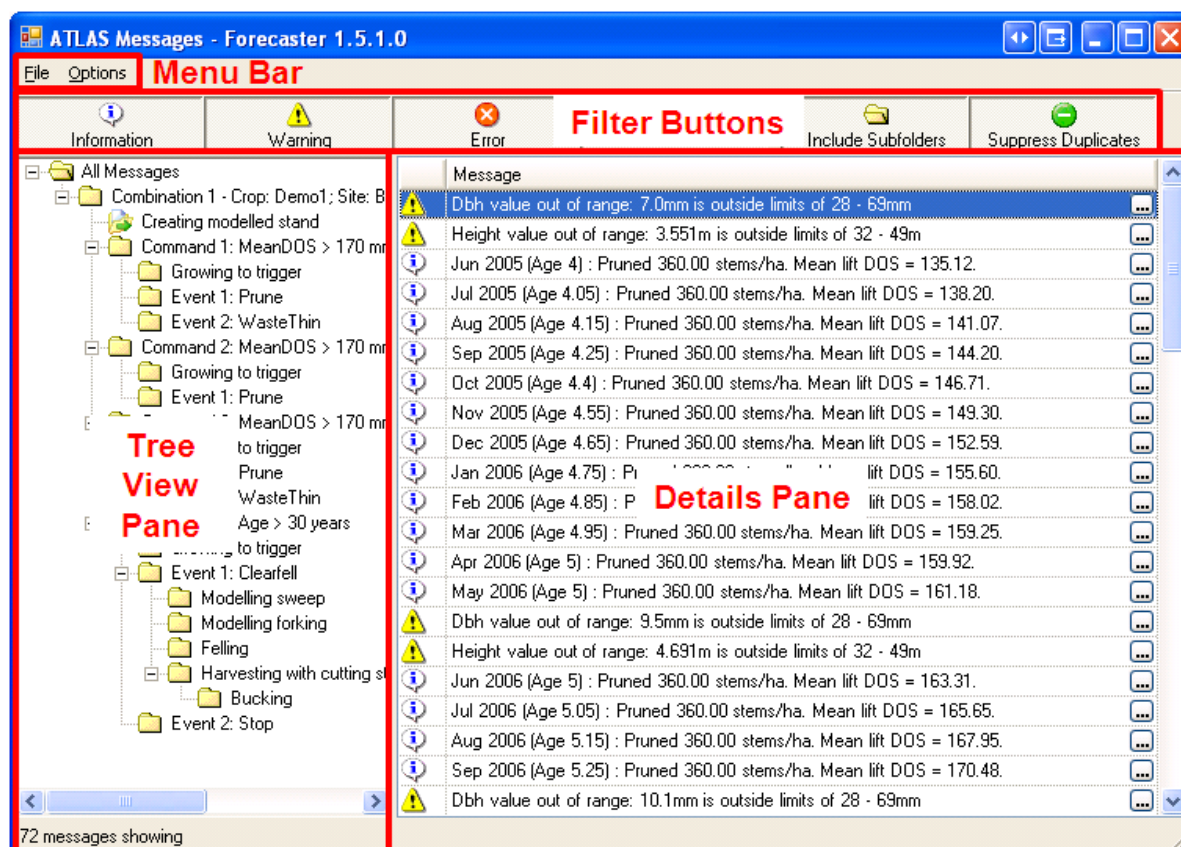 ATLAS Messages - Forecaster 1.5.1.0
File Options Menu Bar
Information Warning Error Filter Buttons Include Subfolders Suppress Duplicates
All Messages
Combination 1 - Crop: Demo1; Site: B
Creating modelled stand
Command 1: MeanDOS > 170 mm
Growing to trigger
Event 1: Prune
Event 2: WasteThin
Command 2: MeanDOS > 170 mm
Growing to trigger
Event 1: Prune
MeanDOS > 170 mm
to trigger
Prune
WasteThin
Age > 30 years
to trigger
Tree
View
Pane
Event 1: Clearfell
Modelling sweep
Modelling forking
Felling
Harvesting with cutting st
Bucking
Event 2: Stop
72 messages showing
Message
Dbh value out of range: 7.0mm is outside limits of 28 - 69mm ...
Height value out of range: 3.551m is outside limits of 32 - 49m ...
Jun 2005 (Age 4) : Pruned 360.00 stems/ha. Mean lift DOS = 135.12. ...
Jul 2005 (Age 4.05) : Pruned 360.00 stems/ha. Mean lift DOS = 138.20. ...
Aug 2005 (Age 4.15) : Pruned 360.00 stems/ha. Mean lift DOS = 141.07. ...
Sep 2005 (Age 4.25) : Pruned 360.00 stems/ha. Mean lift DOS = 144.20. ...
Oct 2005 (Age 4.4) : Pruned 360.00 stems/ha. Mean lift DOS = 146.71. ...
Nov 2005 (Age 4.55) : Pruned 360.00 stems/ha. Mean lift DOS = 149.30. ...
Dec 2005 (Age 4.65) : Pruned 360.00 stems/ha. Mean lift DOS = 152.59. ...
Jan 2006 (Age 4.75) : lift DOS = 155.60. ...
Feb 2006 (Age 4.85) : lift DOS = 158.02. ...
Details Pane
Mar 2006 (Age 4.95) : Pruned 360.00 stems/ha. Mean lift DOS = 159.25. ...
Apr 2006 (Age 5) : Pruned 360.00 stems/ha. Mean lift DOS = 159.92. ...
May 2006 (Age 5) : Pruned 360.00 stems/ha. Mean lift DOS = 161.18. ...
Dbh value out of range: 9.5mm is outside limits of 28 - 69mm ...
Height value out of range: 4.691m is outside limits of 32 - 49m ...
Jun 2006 (Age 5) : Pruned 360.00 stems/ha. Mean lift DOS = 163.31. ...
Jul 2006 (Age 5.05) : Pruned 360.00 stems/ha. Mean lift DOS = 165.65. ...
Aug 2006 (Age 5.15) : Pruned 360.00 stems/ha. Mean lift DOS = 167.95. ...
Sep 2006 (Age 5.25) : Pruned 360.00 stems/ha. Mean lift DOS = 170.48. ...
Dbh value out of range: 10.1mm is outside limits of 28 - 69mm ...